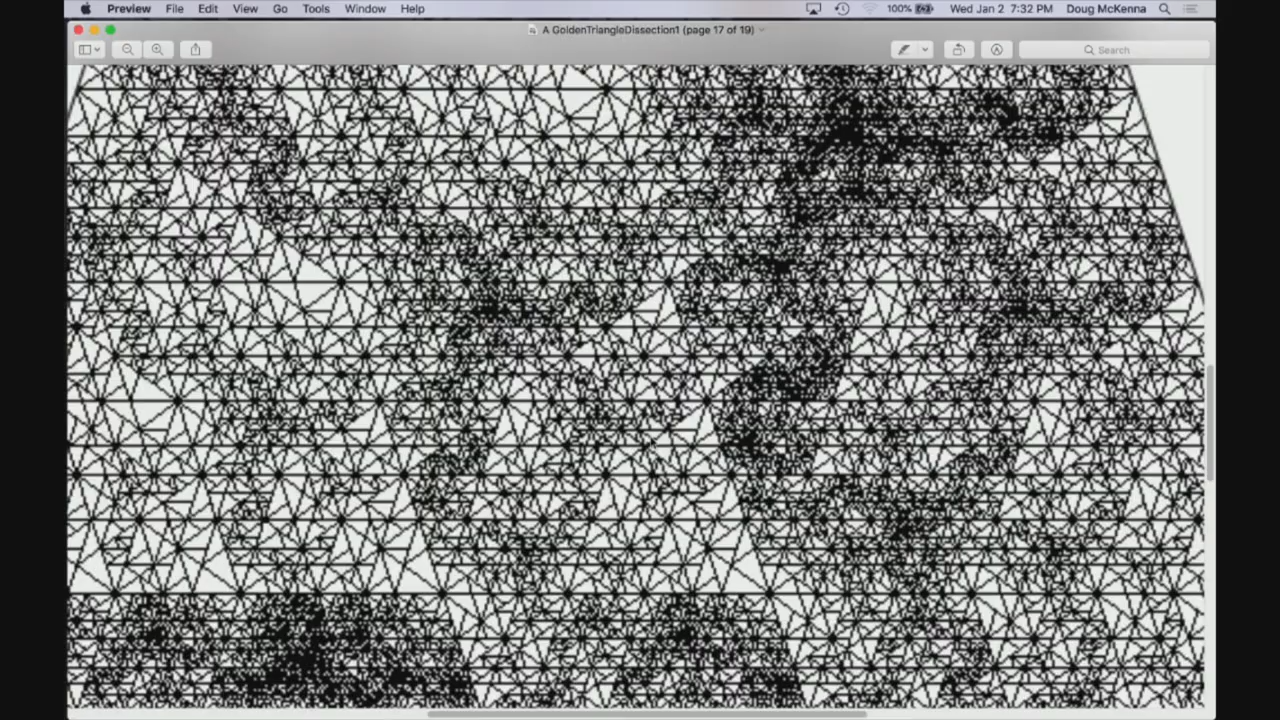 Preview File Edit View Go Tools Window Help 100% Wed Jan 2 7:32 PM Doug McKenna
A GoldenTriangleDissection1 (page 17 of 19)
Search